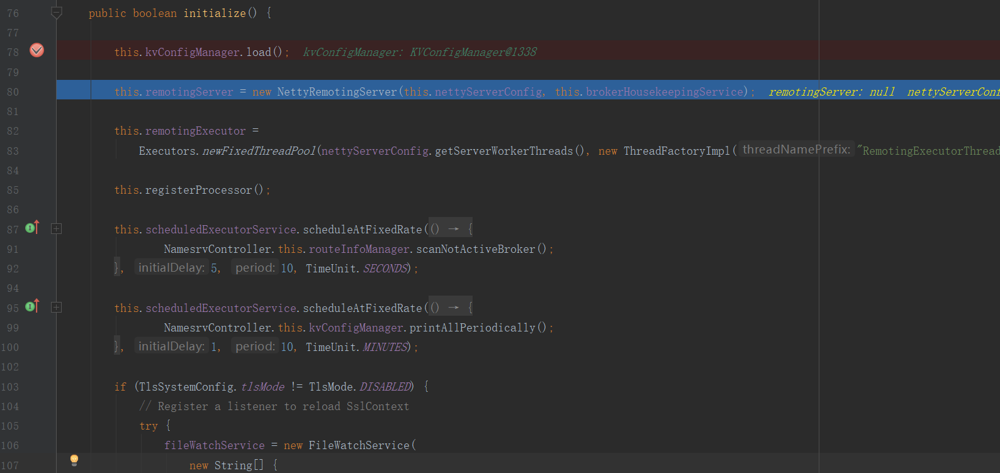 76 public boolean initialize() {
77
78 this.kvConfigManager.load(); kvConfigManager: KVConfigManager@1338
79
80 this.remotingServer = new NettyRemotingServer(this.nettyServerConfig, this.brokerHousekeepingService); remotingServer: null nettyServerConf
81
82 this.remotingExecutor =
83 Executors.newFixedThreadPool(nettyServerConfig.getServerWorkerThreads(), new ThreadFactoryImpl( threadNamePrefix: "RemotingExecutorThread
84
85 this.registerProcessor();
86
87 this.scheduledExecutorService.scheduleAtFixedRate(() → {
91 NamesrvController.this.routeInfoManager.scanNotActiveBroker();
92 }, initialDelay: 5, period: 10, TimeUnit.SECONDS);
94
95 this.scheduledExecutorService.scheduleAtFixedRate(() → {
99 NamesrvController.this.kvConfigManager.printAllPeriodically();
100 }, initialDelay: 1, period: 10, TimeUnit.MINUTES);
102
103 if (TlsSystemConfig.tlsMode != TlsMode.DISABLED) {
104 // Register a listener to reload SslContext
105 try {
106 fileWatchService = new FileWatchService(
107 new String[] {